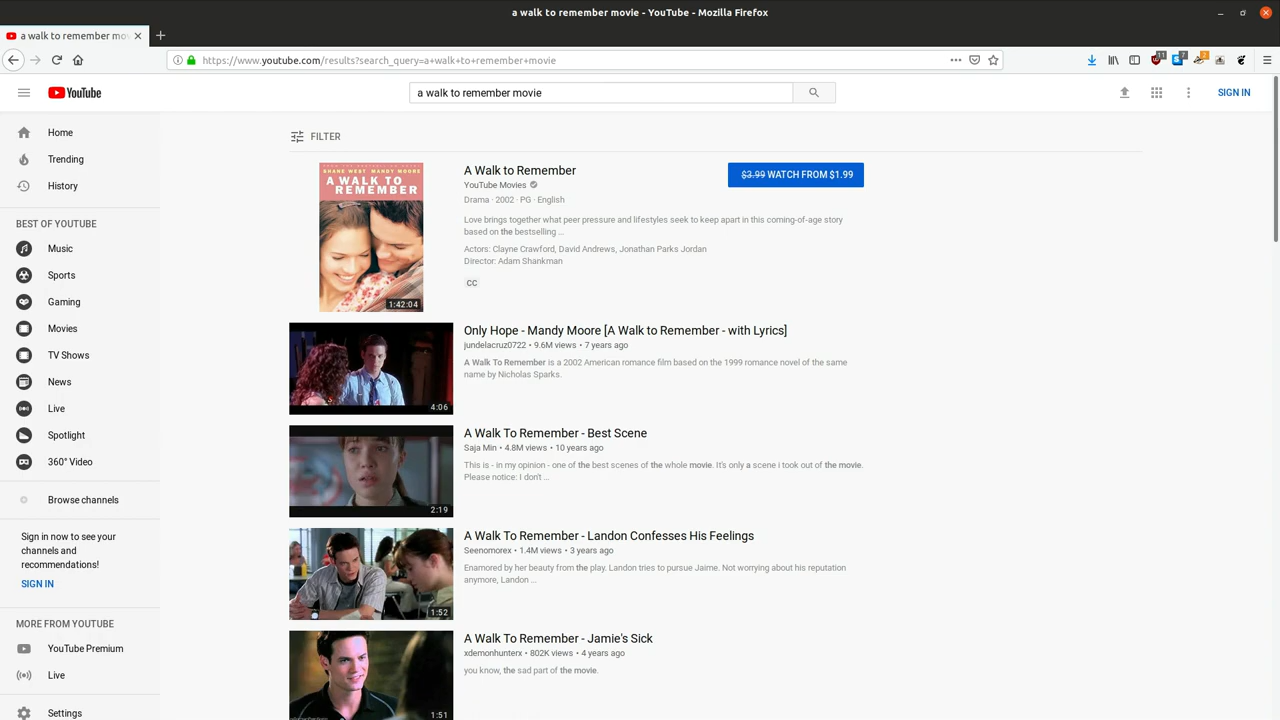 a walk to remember movie - YouTube - Mozilla Firefox
a walk to remember mov
https://www.youtube.com/results?search_query=a+walk+to+remember+movie
11
7
2
YouTube
a walk to remember movie
SIGN IN
Home
Trending
History
BEST OF YOUTUBE
Music
Sports
Gaming
Movies
TV Shows
News
Live
Spotlight
360° Video
Browse channels
Sign in now to see your
channels and
recommendations!
SIGN IN
MORE FROM YOUTUBE
YouTube Premium
Live
Settings
FILTER
SHANE WEST MANDY MOORE
A WALK TO
REMEMBER
1:42:04
A Walk to Remember
YouTube Movies
Drama · 2002 · PG · English
Love brings together what peer pressure and lifestyles seek to keep apart in this coming-of-age story
based on the bestselling ...
Actors: Clayne Crawford, David Andrews, Jonathan Parks Jordan
Director: Adam Shankman
CC
$3.99 WATCH FROM $1.99
4:06
Only Hope - Mandy Moore [A Walk to Remember - with Lyrics]
jundelacruz0722 • 9.6M views • 7 years ago
A Walk To Remember is a 2002 American romance film based on the 1999 romance novel of the same
name by Nicholas Sparks.
2:19
A Walk To Remember - Best Scene
Saja Min • 4.8M views • 10 years ago
This is - in my opinion - one of the best scenes of the whole movie. It's only a scene i took out of the movie.
Please notice: I don't ...
1:52
A Walk To Remember - Landon Confesses His Feelings
Seenomorex • 1.4M views • 3 years ago
Enamored by her beauty from the play. Landon tries to pursue Jaime. Not worrying about his reputation
anymore, Landon ...
1:51
A Walk To Remember - Jamie's Sick
xdemonhunterx • 802K views • 4 years ago
you know, the sad part of the movie.